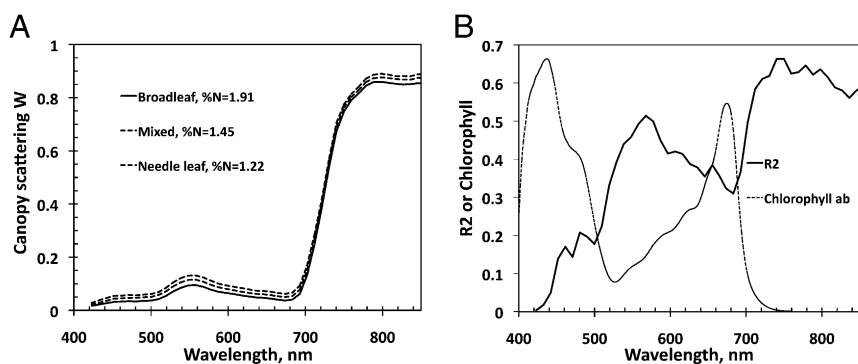 A
Canopy scattering W
1
0.8
0.6
0.4
0.2
0
Broadleaf, %N=1.91
Mixed, %N=1.45
Needle leaf, %N=1.22
400 500 600 700 800
Wavelength, nm
B
R2 or Chlorophyll
0.7
0.6
0.5
0.4
0.3
0.2
0.1
0
R2
Chlorophyll ab
400 500 600 700 800
Wavelength, nm